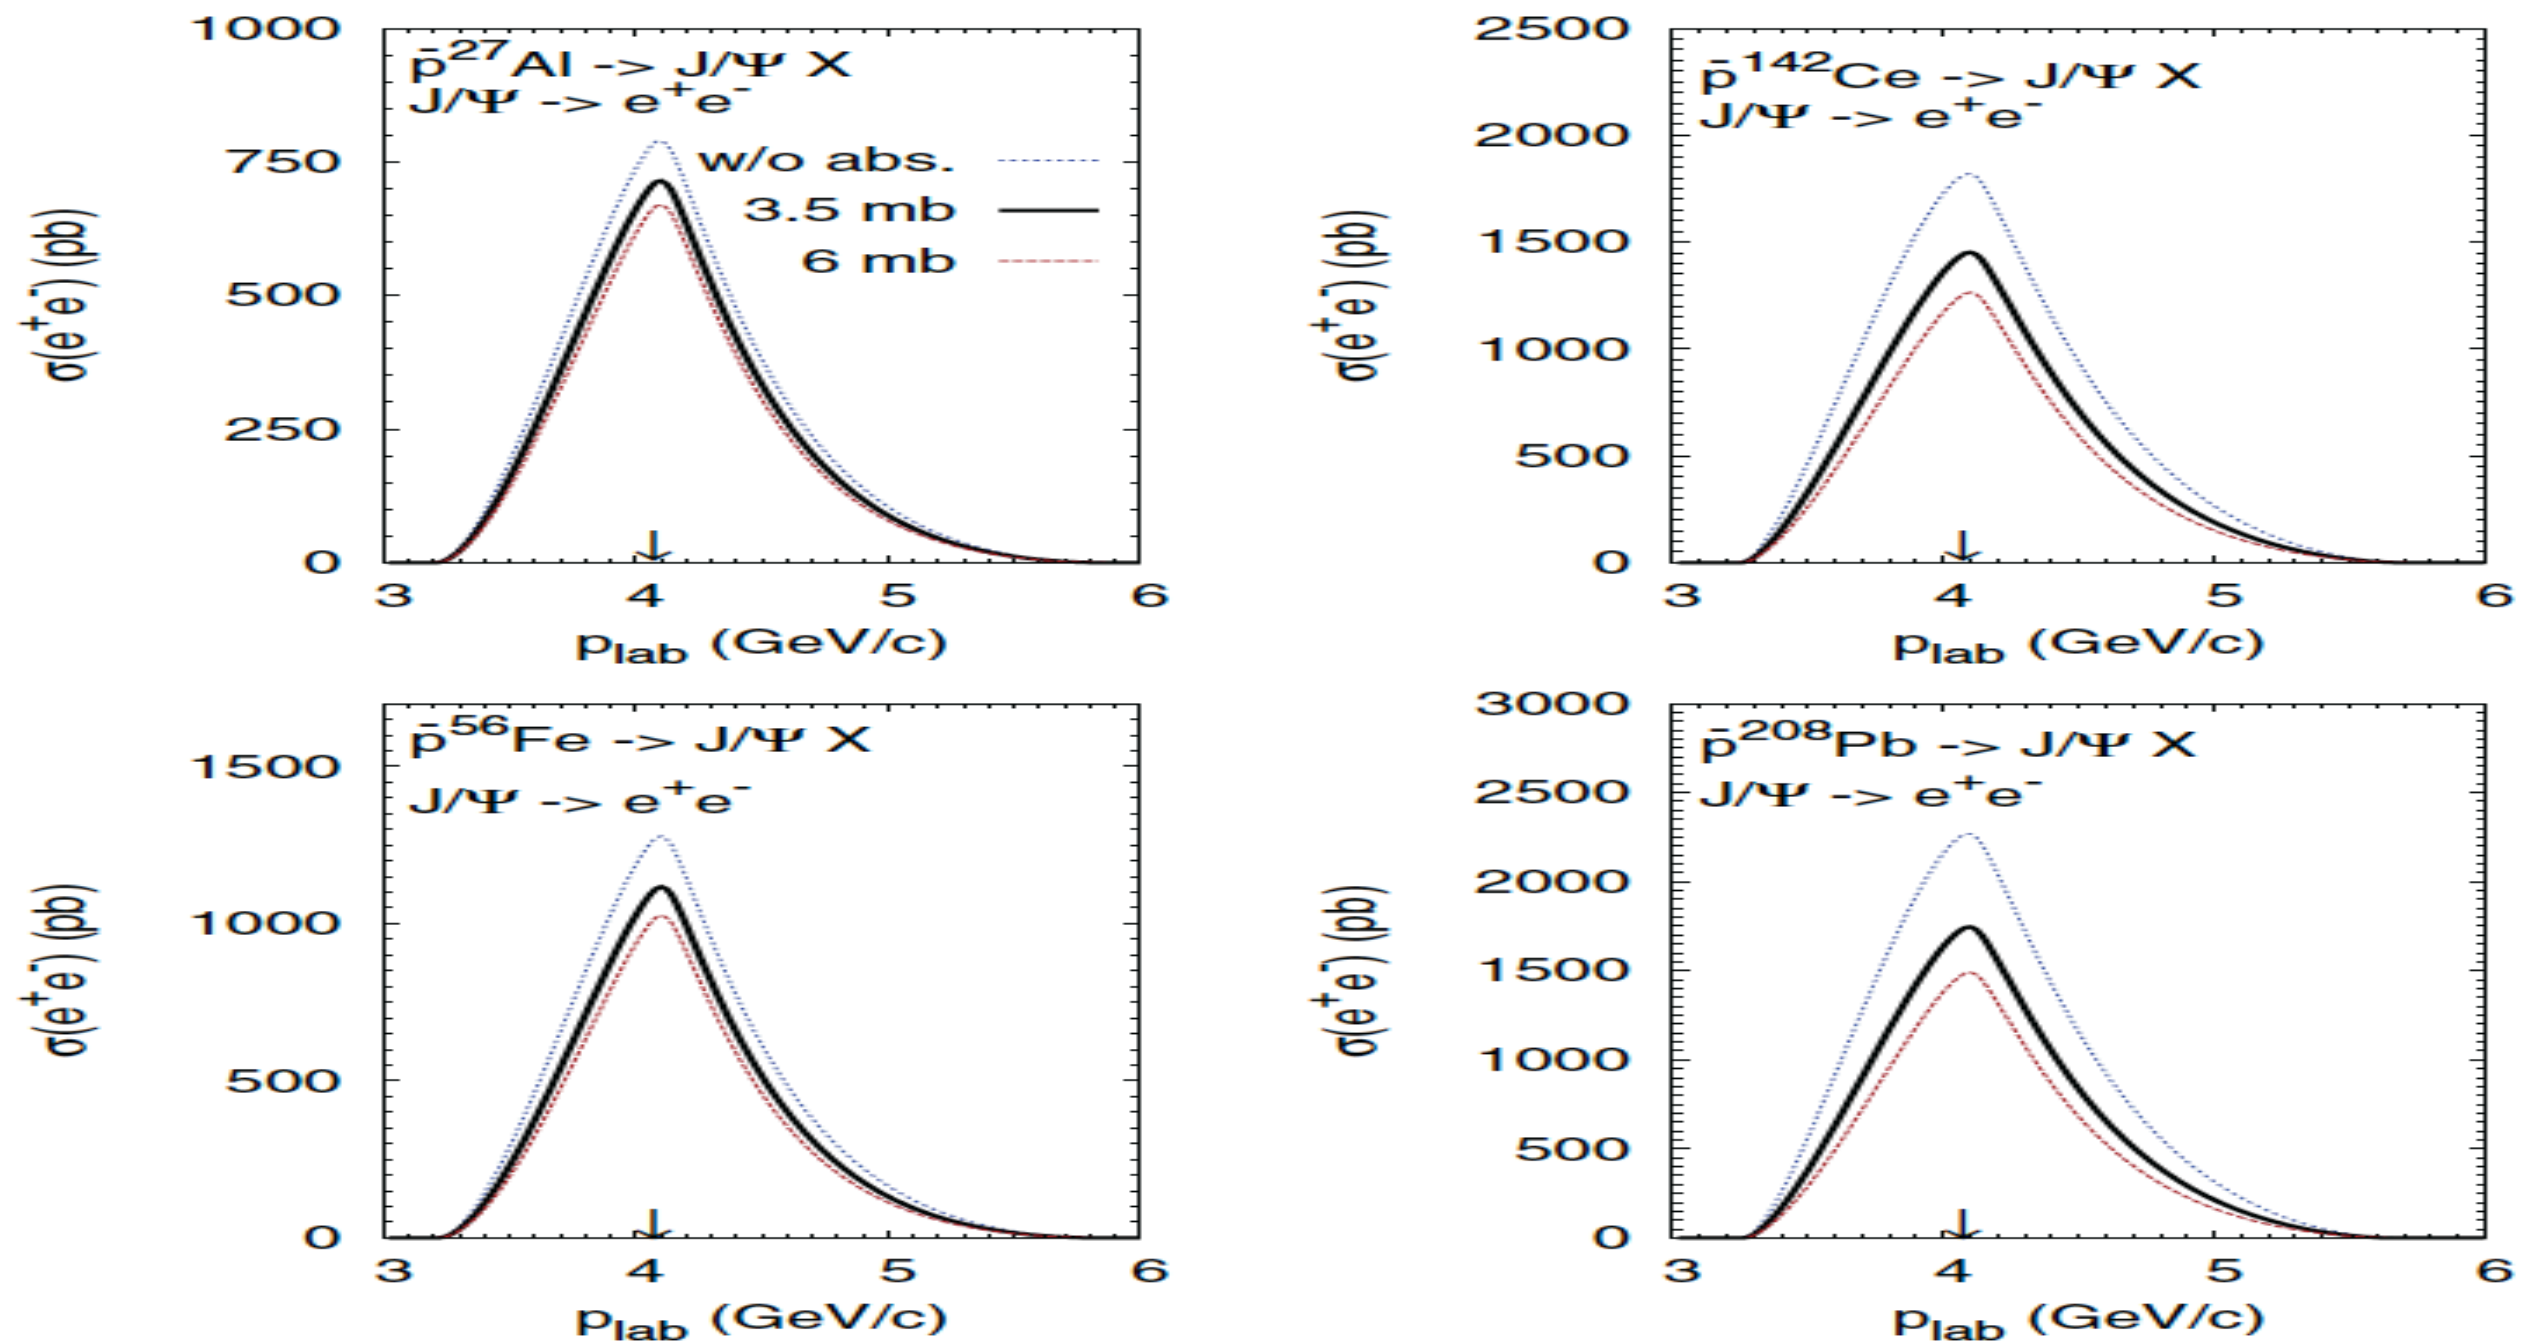 1000
750
500
250
0
σ(e⁺e⁻) (pb)
p̄²⁷Al -> J/Ψ X
J/Ψ -> e⁺e⁻
w/o abs.
3.5 mb
6 mb
3 4 5 6
p_lab (GeV/c)
2500
2000
1500
1000
500
0
σ(e⁺e⁻) (pb)
p̄¹⁴²Ce -> J/Ψ X
J/Ψ -> e⁺e⁻
3 4 5 6
p_lab (GeV/c)
1500
1000
500
0
σ(e⁺e⁻) (pb)
p̄⁵⁶Fe -> J/Ψ X
J/Ψ -> e⁺e⁻
3 4 5 6
p_lab (GeV/c)
3000
2500
2000
1500
1000
500
0
σ(e⁺e⁻) (pb)
p̄²⁰⁸Pb -> J/Ψ X
J/Ψ -> e⁺e⁻
3 4 5 6
p_lab (GeV/c)